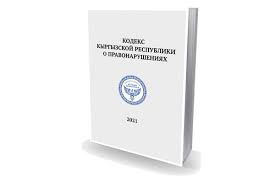 КОДЕКС
КЫРГЫЗСКОЙ РЕСПУБЛИКИ
О ПРАВОНАРУШЕНИЯХ
2021